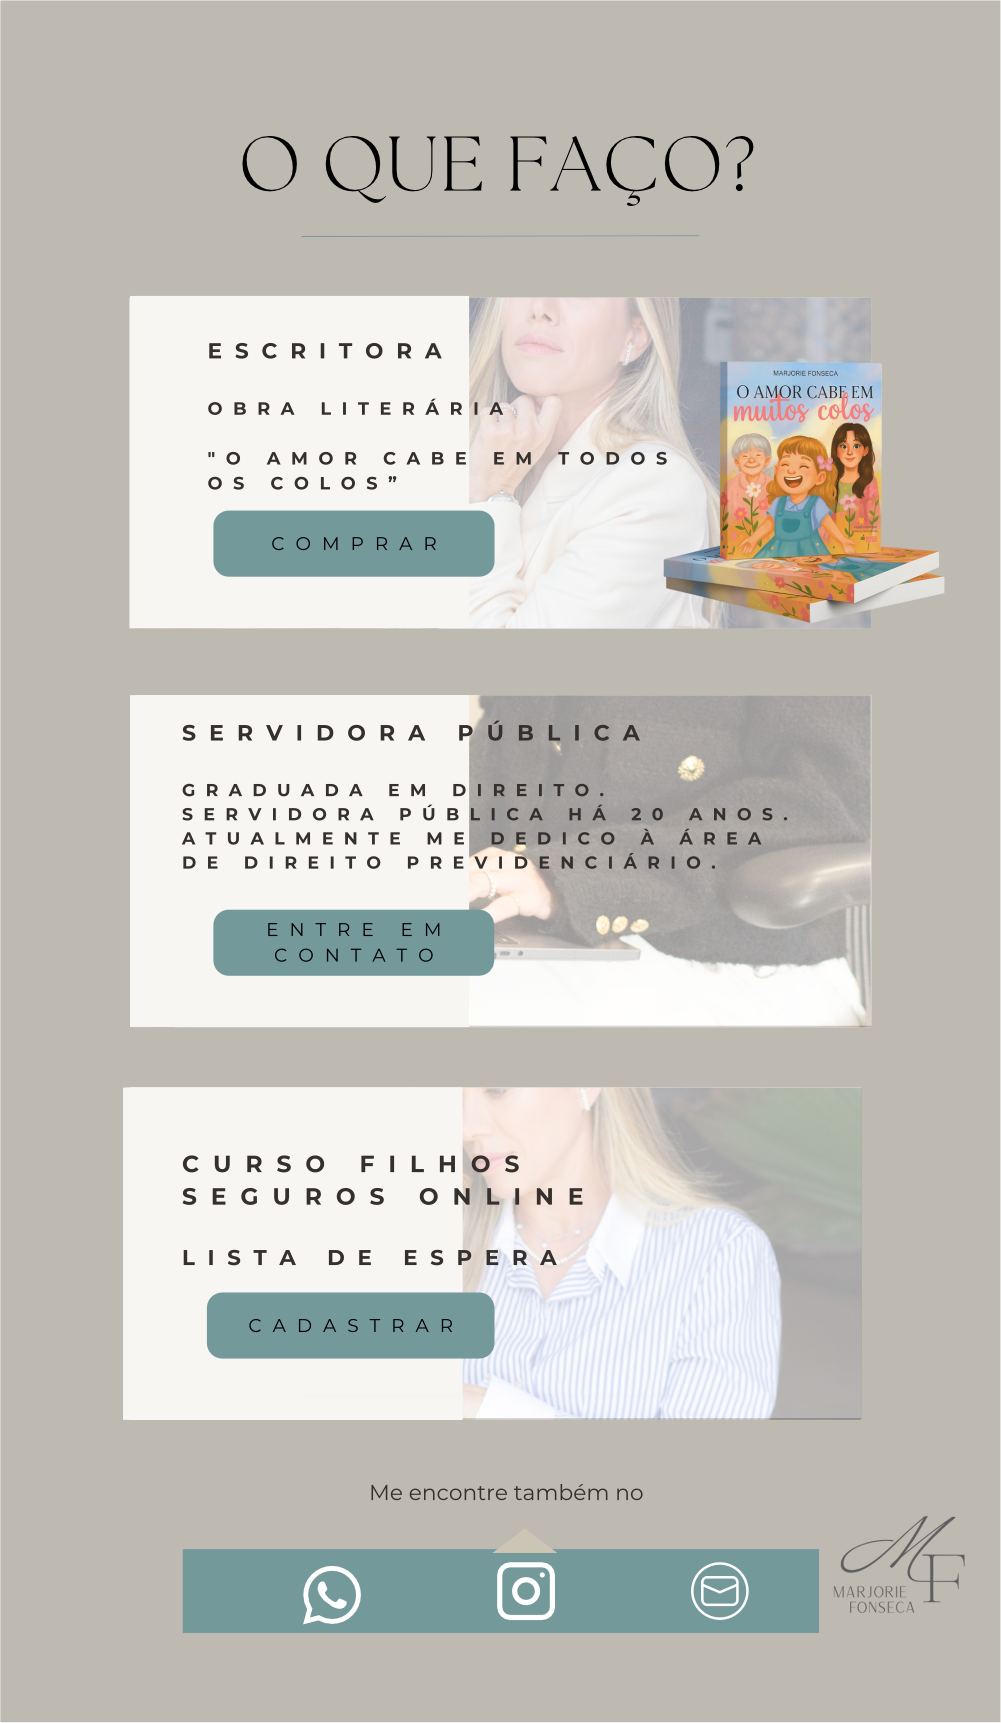 O QUE FAÇO?
ESCRITORA
OBRA LITERÁRIA
"O AMOR CABE EM TODOS
OS COLOS”
COMPRAR
MARJORIE FONSECA
O AMOR CABE EM
muitos colos
SERVIDORA PÚBLICA
GRADUADA EM DIREITO.
SERVIDORA PÚBLICA HÁ 20 ANOS.
ATUALMENTE ME DEDICO À ÁREA
DE DIREITO PREVIDENCIÁRIO.
ENTRE EM
CONTATO
CURSO FILHOS
SEGUROS ONLINE
LISTA DE ESPERA
CADASTRAR
Me encontre também no
MF
MARJORIE
FONSECA